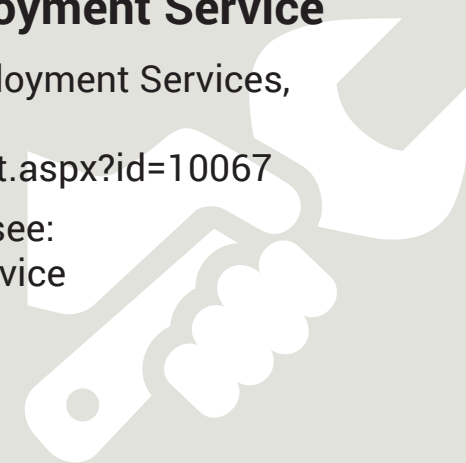 oyment Service
loyment Services,
t.aspx?id=10067
see:
vice